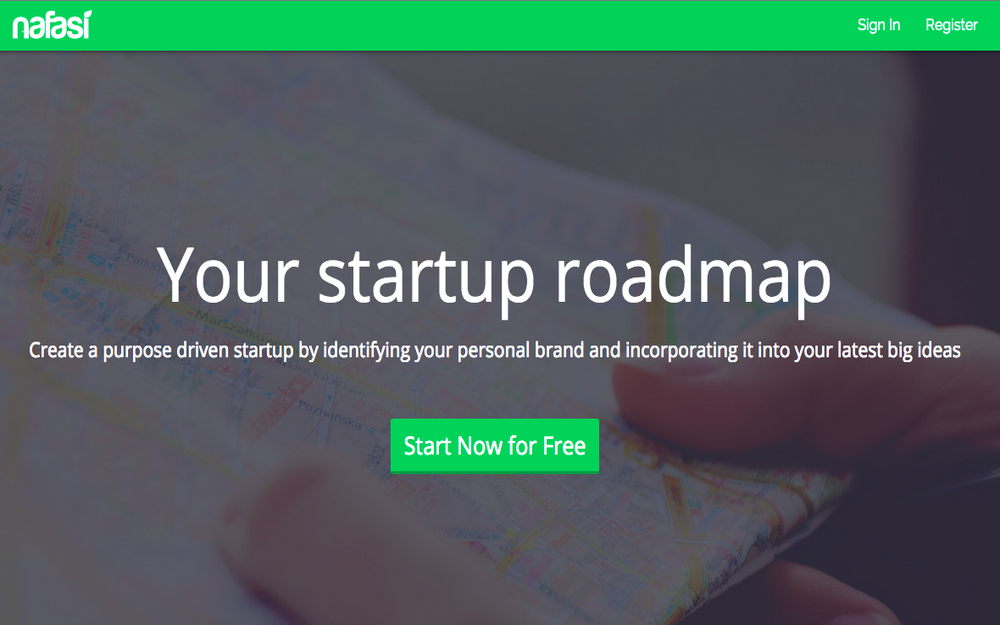 nafasi
Sign In
Register
Your startup roadmap
Create a purpose driven startup by identifying your personal brand and incorporating it into your latest big ideas
Start Now for Free
Poznańska